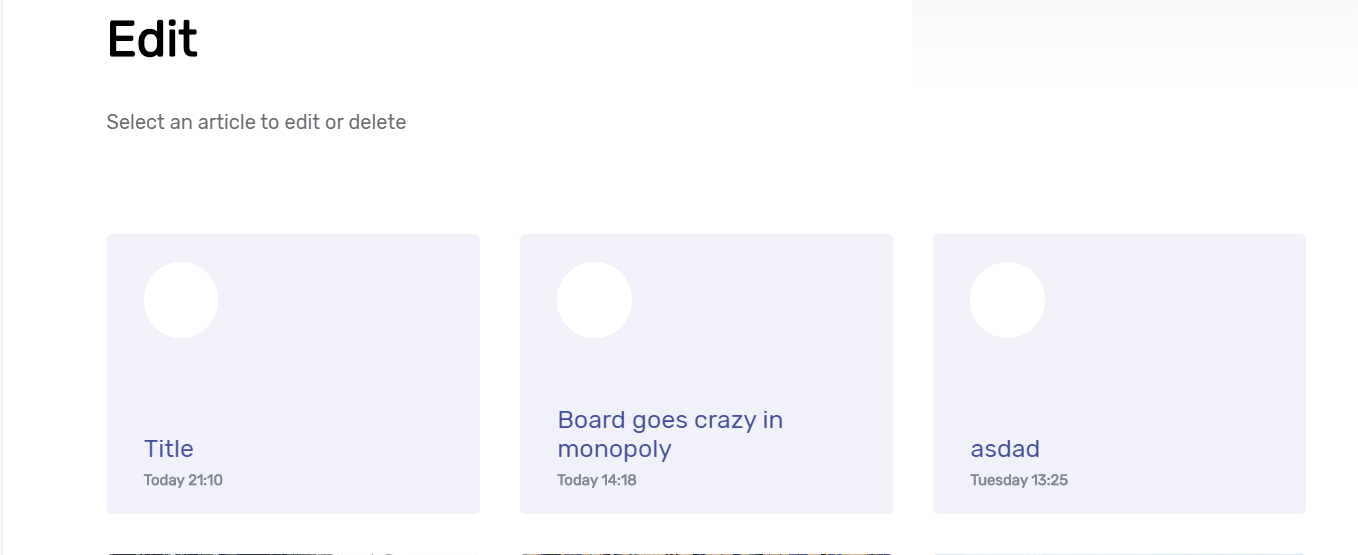 Edit
Select an article to edit or delete
Title
Today 21:10
Board goes crazy in
monopoly
Today 14:18
asdad
Tuesday 13:25